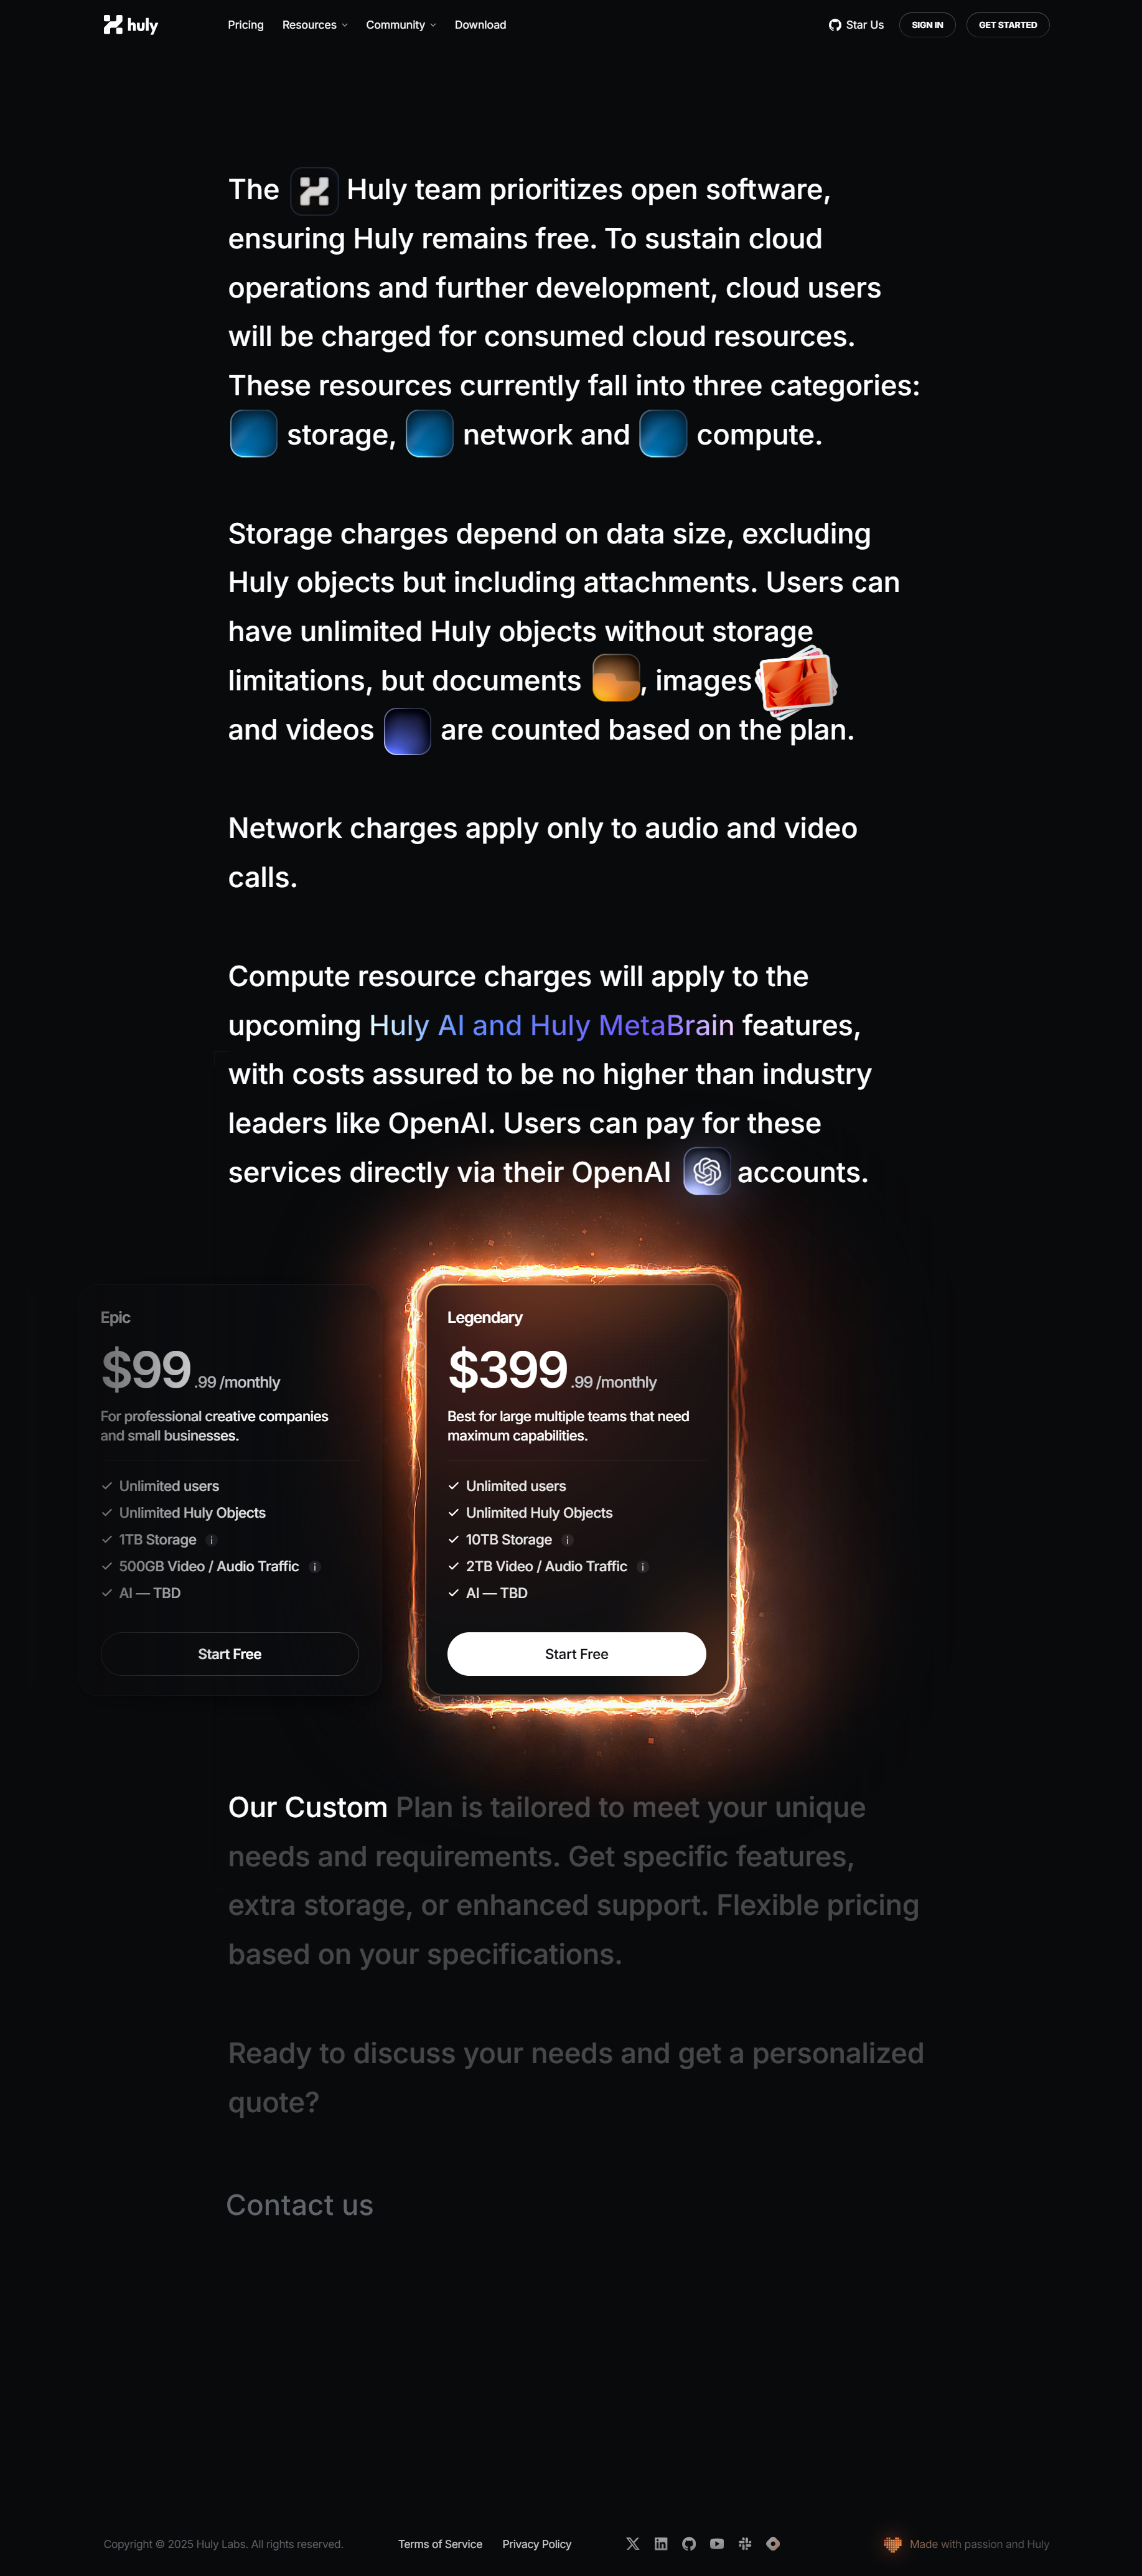 huly
Pricing
Resources
Community
Download
Star Us
SIGN IN
GET STARTED
The Huly team prioritizes open software,
ensuring Huly remains free. To sustain cloud
operations and further development, cloud users
will be charged for consumed cloud resources.
These resources currently fall into three categories:
storage, network and compute.
Storage charges depend on data size, excluding
Huly objects but including attachments. Users can
have unlimited Huly objects without storage
limitations, but documents , images
and videos are counted based on the plan.
Network charges apply only to audio and video
calls.
Compute resource charges will apply to the
upcoming Huly AI and Huly MetaBrain features,
with costs assured to be no higher than industry
leaders like OpenAI. Users can pay for these
services directly via their OpenAI accounts.
Epic
$99.99 /monthly
For professional creative companies
and small businesses.
Unlimited users
Unlimited Huly Objects
1TB Storage
500GB Video / Audio Traffic
AI — TBD
Start Free
Legendary
$399.99 /monthly
Best for large multiple teams that need
maximum capabilities.
Unlimited users
Unlimited Huly Objects
10TB Storage
2TB Video / Audio Traffic
AI — TBD
Start Free
Our Custom Plan is tailored to meet your unique
needs and requirements. Get specific features,
extra storage, or enhanced support. Flexible pricing
based on your specifications.
Ready to discuss your needs and get a personalized
quote?
Contact us
Copyright © 2025 Huly Labs. All rights reserved.
Terms of Service
Privacy Policy
Made with passion and Huly